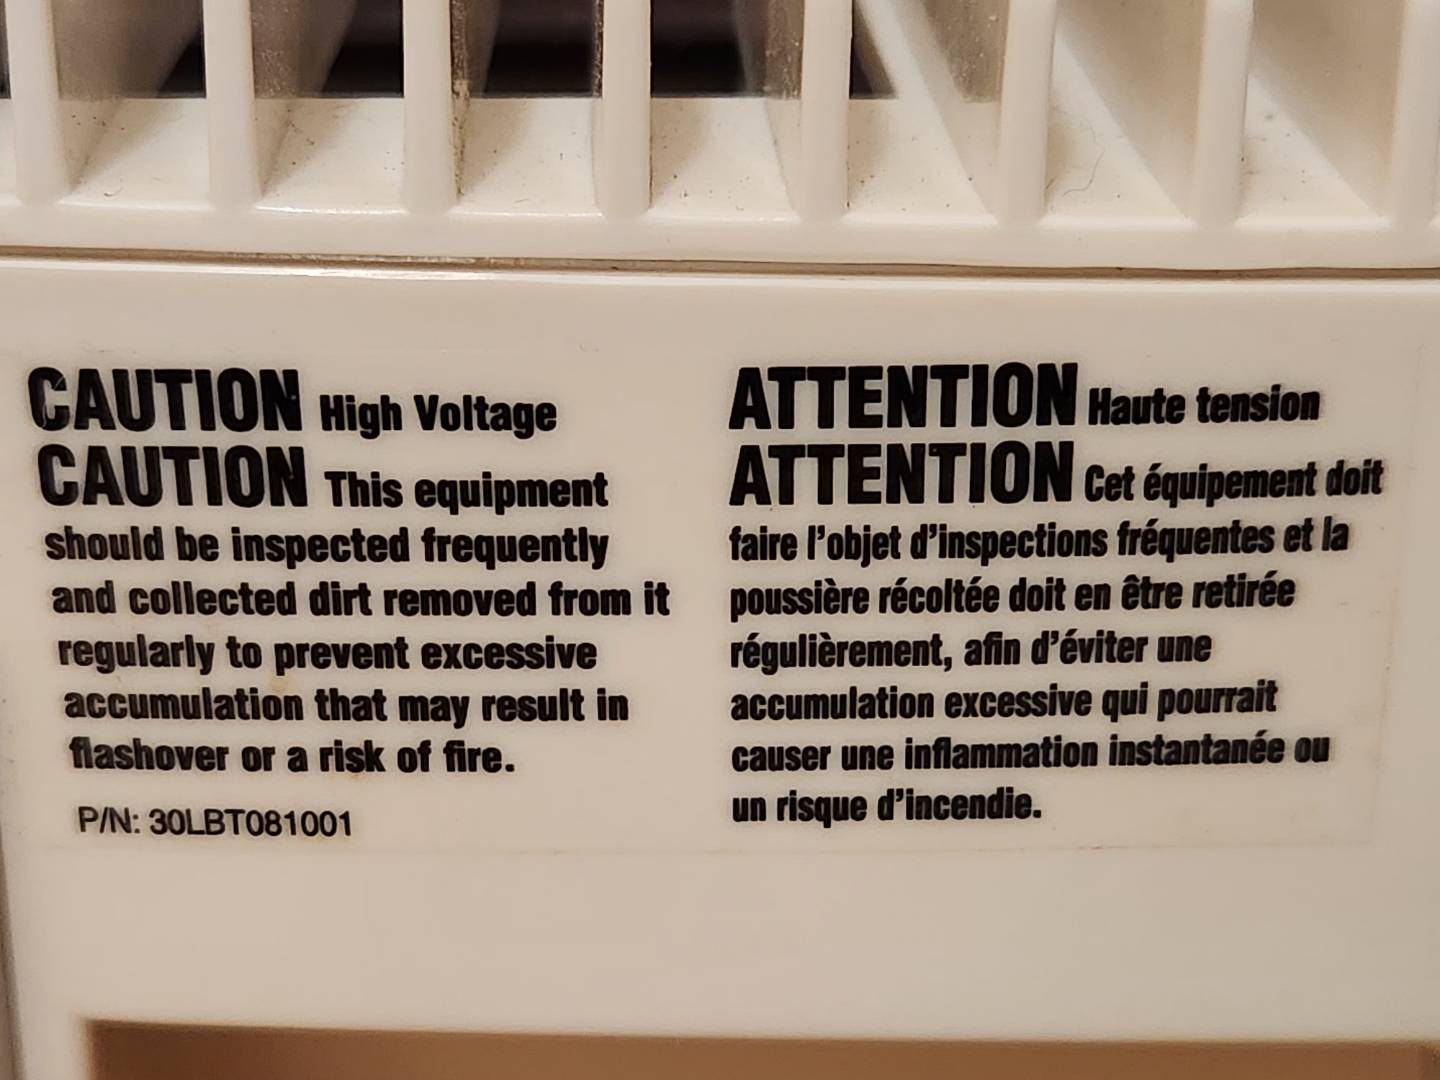 CAUTION High Voltage
CAUTION This equipment
should be inspected frequently
and collected dirt removed from it
regularly to prevent excessive
accumulation that may result in
flashover or a risk of fire.
P/N: 30LBT081001
ATTENTION Haute tension
ATTENTION Cet équipement doit
faire l'objet d'inspections fréquentes et la
poussière récoltée doit en être retirée
régulièrement, afin d'éviter une
accumulation excessive qui pourrait
causer une inflammation instantanée ou
un risque d'incendie.